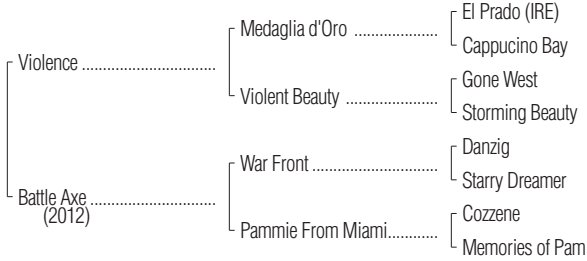 El Prado (IRE)
Medaglia d'Oro ..................
Cappucino Bay
Violence .............................
Gone West
Violent Beauty ....................
Storming Beauty
Danzig
War Front ...........................
Starry Dreamer
Battle Axe ...........................
(2012)
Cozzene
Pammie From Miami...........
Memories of Pam